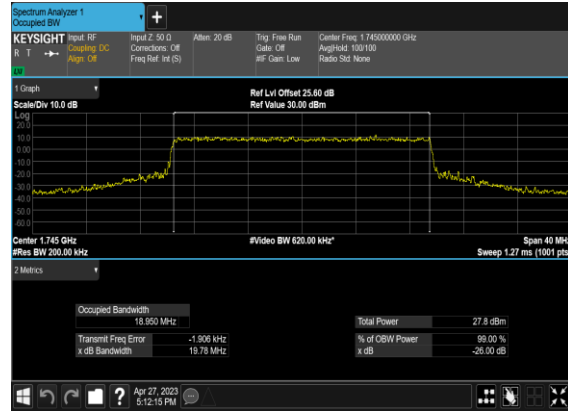 Spectrum Analyzer 1
Occupied BW
+
KEYSIGHT
R T
LXI
Input: RF
Coupling: DC
Align: Off
Input Z: 50 Ω
Corrections: Off
Freq Ref: Int (S)
Atten: 20 dB
Trig: Free Run
Gate: Off
#IF Gain: Low
Center Freq: 1.745000000 GHz
Avg|Hold: 100/100
Radio Std: None
1 Graph
Scale/Div 10.0 dB
Ref Lvl Offset 25.60 dB
Ref Value 30.00 dBm
Log
20.0
10.0
0.00
-10.0
-20.0
-30.0
-40.0
-50.0
-60.0
Center 1.745 GHz
#Video BW 620.00 kHz*
Span 40 MHz
#Res BW 200.00 kHz
Sweep 1.27 ms (1001 pts
2 Metrics
Occupied Bandwidth
18.950 MHz
Total Power 27.8 dBm
Transmit Freq Error -1.906 kHz
% of OBW Power 99.00 %
x dB Bandwidth 19.78 MHz
x dB -26.00 dB
?
Apr 27, 2023
5:12:15 PM